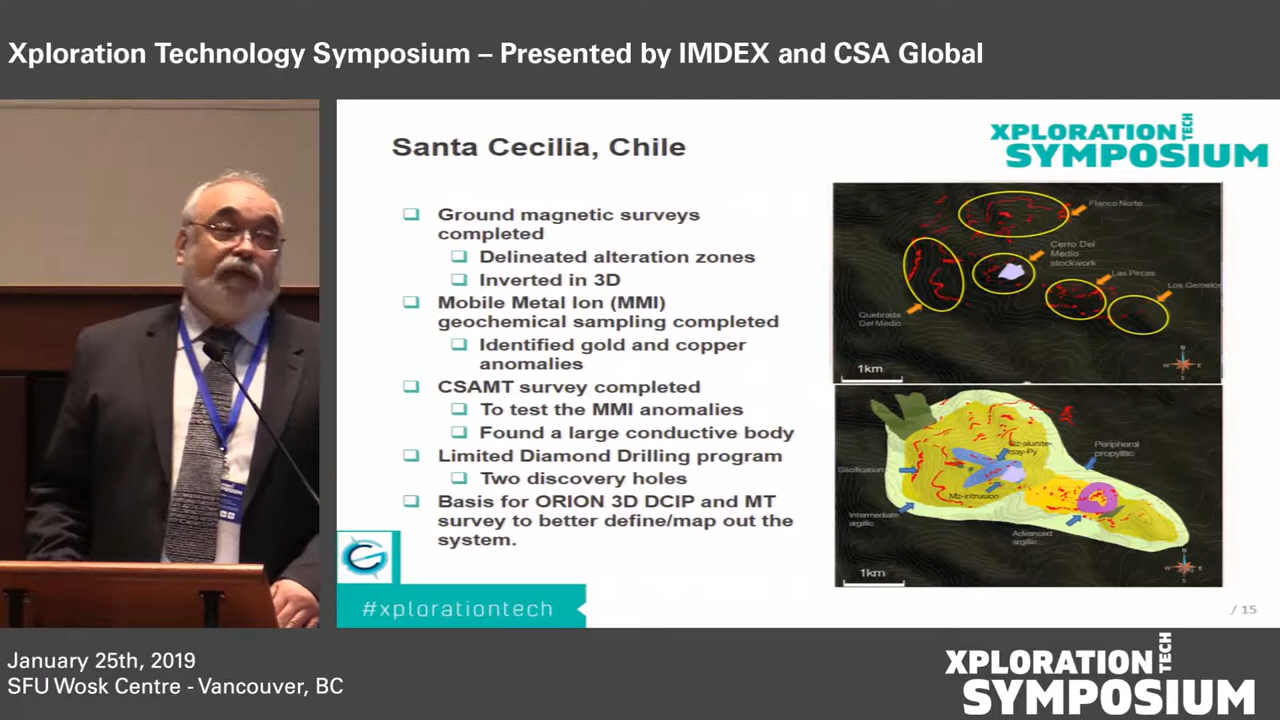 Xploration Technology Symposium – Presented by IMDEX and CSA Global
XPLORATION TECH
SYMPOSIUM
Santa Cecilia, Chile
Ground magnetic surveys
completed
Delineated alteration zones
Inverted in 3D
Mobile Metal Ion (MMI)
geochemical sampling completed
Identified gold and copper
anomalies
CSAMT survey completed
To test the MMI anomalies
Found a large conductive body
Limited Diamond Drilling program
Two discovery holes
Basis for ORION 3D DCIP and MT
survey to better define/map out the
system.
Flanco Norte
Cerro Del
Medio
stockwork
Las Pircas
Los Gemelos
Quebrada
Del Medio
N
W E
S
1km
alunite-
clay-Py
Peripheral
propylitic
Silicification
Mz-intrusion
Intermediate
argillic
Advanced
argillic
N
W E
S
1km
#xplorationtech
/ 15
January 25th, 2019
SFU Wosk Centre - Vancouver, BC
XPLORATION TECH
SYMPOSIUM